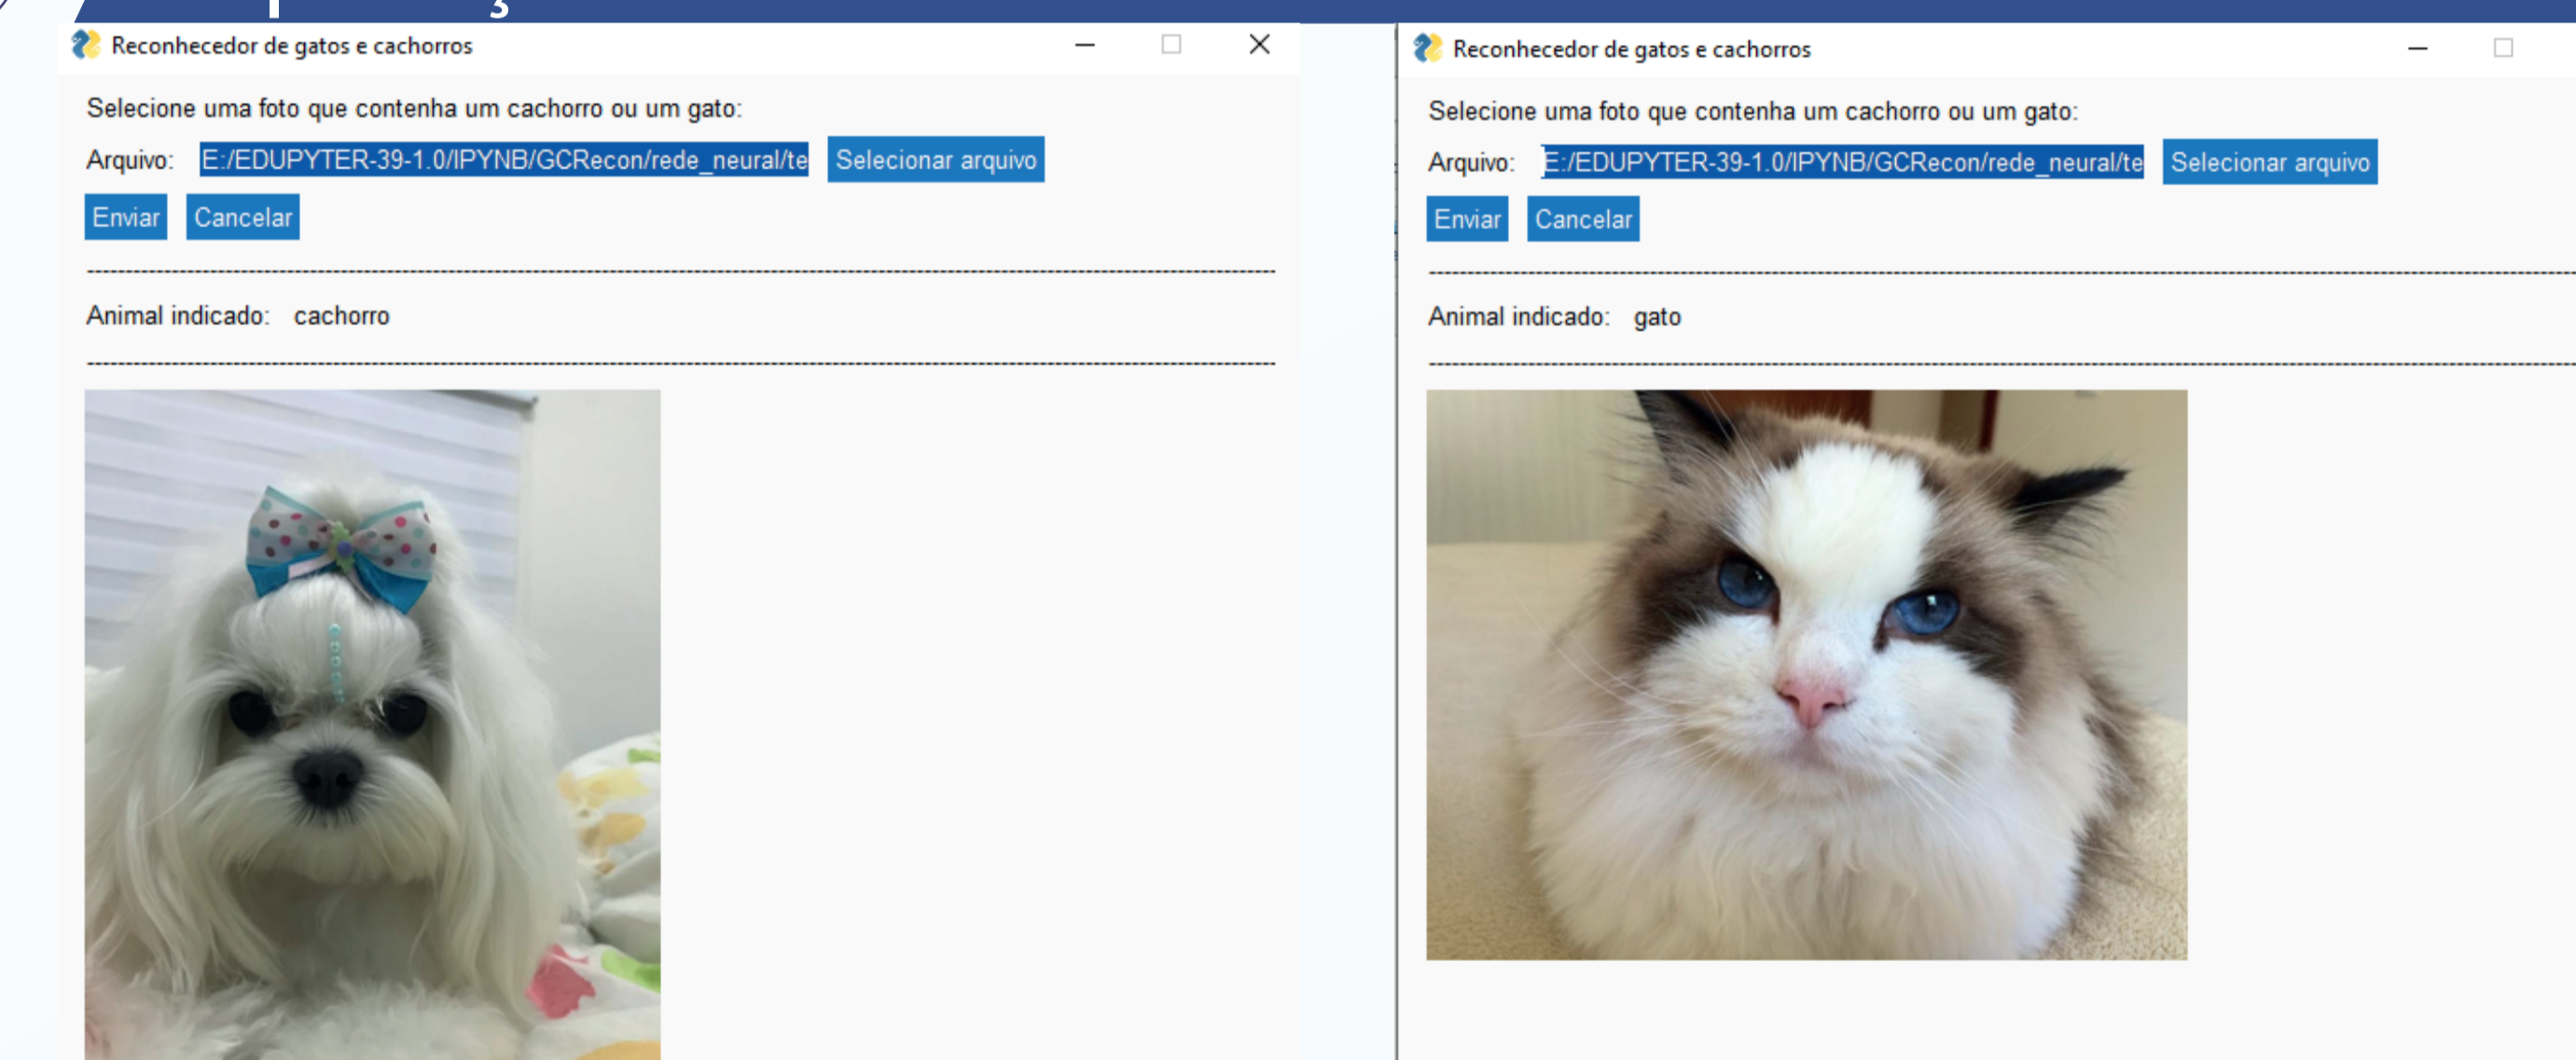 Reconhecedor de gatos e cachorros
Selecione uma foto que contenha um cachorro ou um gato:
Arquivo: E:/EDUPYTER-39-1.0/IPYNB/GCRecon/rede_neural/te Selecionar arquivo
Enviar Cancelar
Animal indicado: cachorro
Reconhecedor de gatos e cachorros
Selecione uma foto que contenha um cachorro ou um gato:
Arquivo: E:/EDUPYTER-39-1.0/IPYNB/GCRecon/rede_neural/te Selecionar arquivo
Enviar Cancelar
Animal indicado: gato